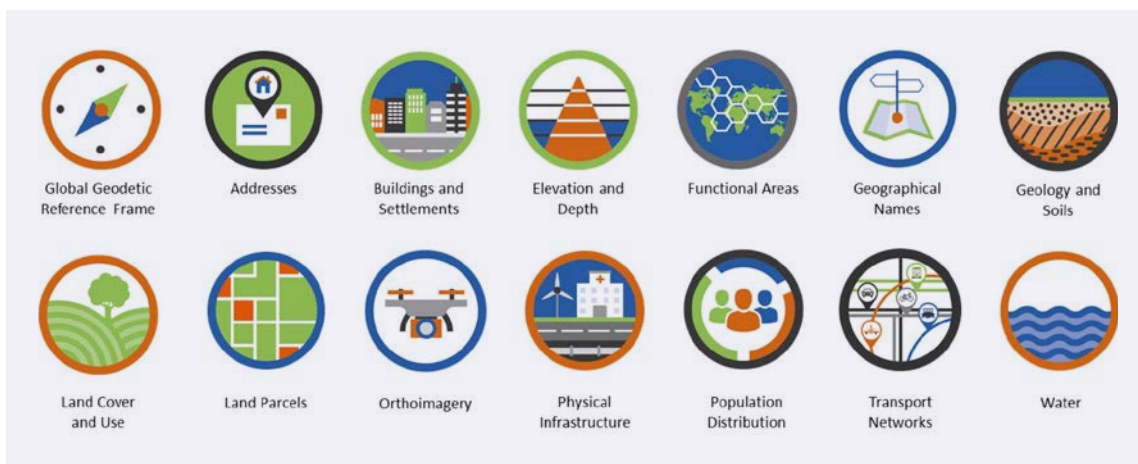 Global Geodetic
Reference Frame
Addresses
Buildings and
Settlements
Elevation and
Depth
Functional Areas
Geographical
Names
Geology and
Soils
Land Cover
and Use
Land Parcels
Orthoimagery
Physical
Infrastructure
Population
Distribution
Transport
Networks
Water